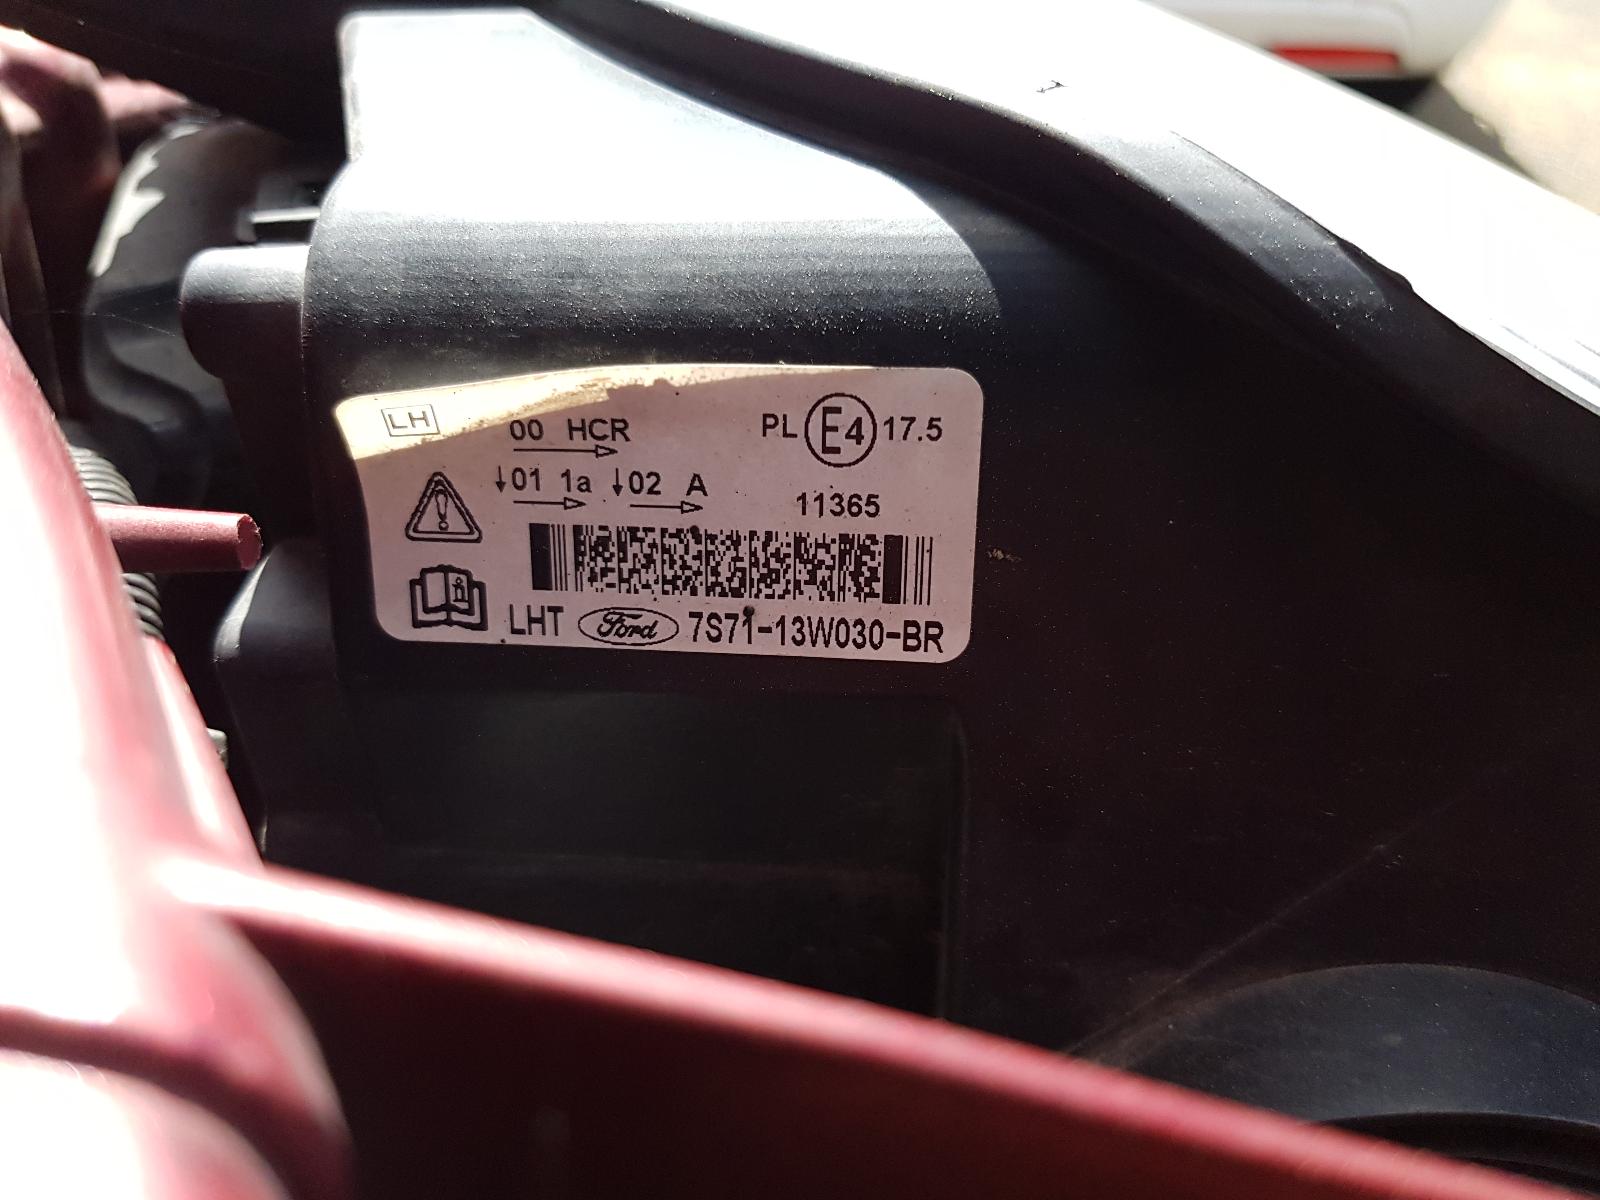 LH 00 HCR PL E4 17.5
↓01 1a ↓02 A 11365
LHT Ford 7S71-13W030-BR